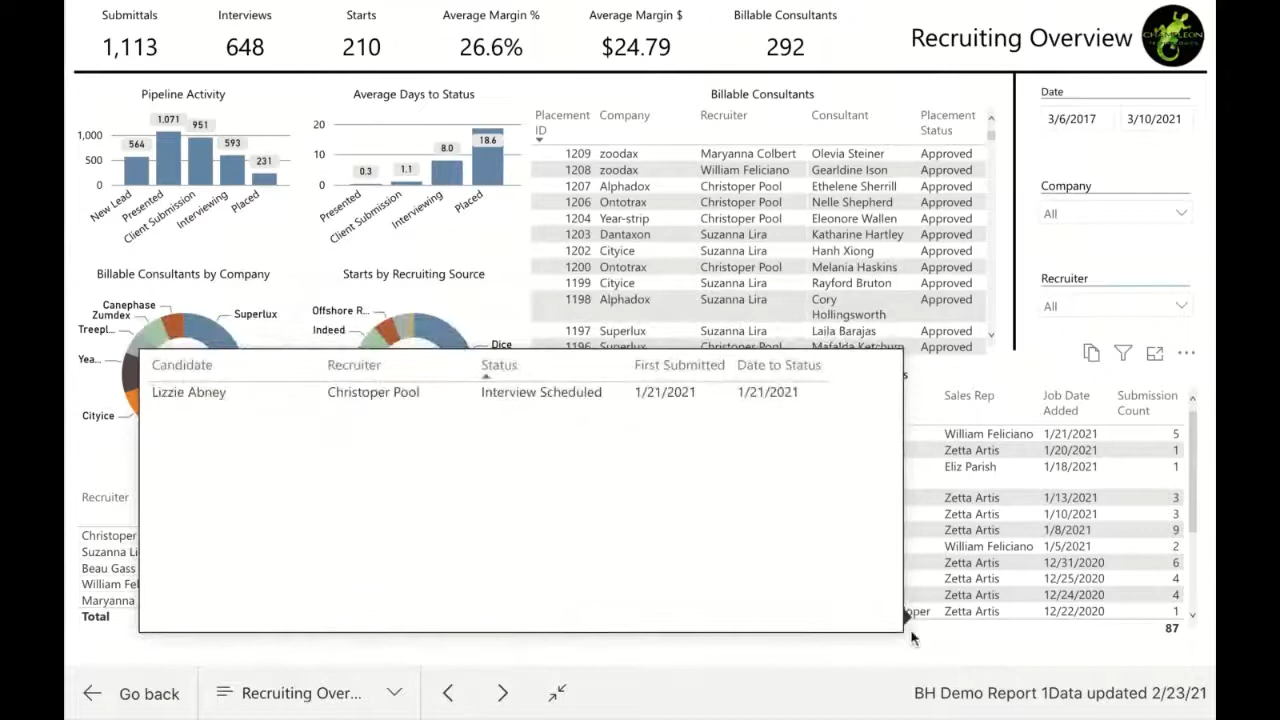 Submittals Interviews Starts Average Margin % Average Margin $ Billable Consultants
1,113 648 210 26.6% $24.79 292
Recruiting Overview
CHAMELEON
Pipeline Activity
1,000
500
0
564
1,071
951
593
231
New Lead
Presented
Client Submission
Interviewing
Placed
Average Days to Status
20
10
0
0.3
1.1
8.0
18.6
Presented
Client Submission
Interviewing
Placed
Billable Consultants
Placement ID Company Recruiter Consultant Placement Status
1209 zoodax Maryanna Colbert Olevia Steiner Approved
1208 zoodax William Feliciano Gearldine Ison Approved
1207 Alphadox Christoper Pool Ethelene Sherrill Approved
1206 Ontotrax Christoper Pool Nelle Shepherd Approved
1204 Year-strip Christoper Pool Eleonore Wallen Approved
1203 Dantaxon Suzanna Lira Katharine Hartley Approved
1202 Cityice Suzanna Lira Hanh Xiong Approved
1200 Ontotrax Christoper Pool Melania Haskins Approved
1199 Cityice Suzanna Lira Rayford Bruton Approved
1198 Alphadox Suzanna Lira Cory Hollingsworth Approved
1197 Superlux Suzanna Lira Laila Barajas Approved
1196 Superlux Suzanna Lira Mafalda Ketchum Approved
Date
3/6/2017 3/10/2021
Company
All
Recruiter
All
Billable Consultants by Company
Canephase
Zumdex
Treepl...
Yea...
Cityice
Superlux
Starts by Recruiting Source
Offshore R...
Indeed
Dice
Candidate Recruiter Status First Submitted Date to Status
Lizzie Abney Christoper Pool Interview Scheduled 1/21/2021 1/21/2021
s
Sales Rep Job Date Added Submission Count
William Feliciano 1/21/2021 5
Zetta Artis 1/20/2021 1
Eliz Parish 1/18/2021 1
Zetta Artis 1/13/2021 3
Zetta Artis 1/10/2021 3
Zetta Artis 1/8/2021 9
William Feliciano 1/5/2021 2
Zetta Artis 12/31/2020 6
Zetta Artis 12/25/2020 4
Zetta Artis 12/24/2020 4
oper Zetta Artis 12/22/2020 1
87
Recruiter
Christoper
Suzanna Li
Beau Gass
William Fel
Maryanna
Total
Go back
Recruiting Over...
BH Demo Report 1Data updated 2/23/21